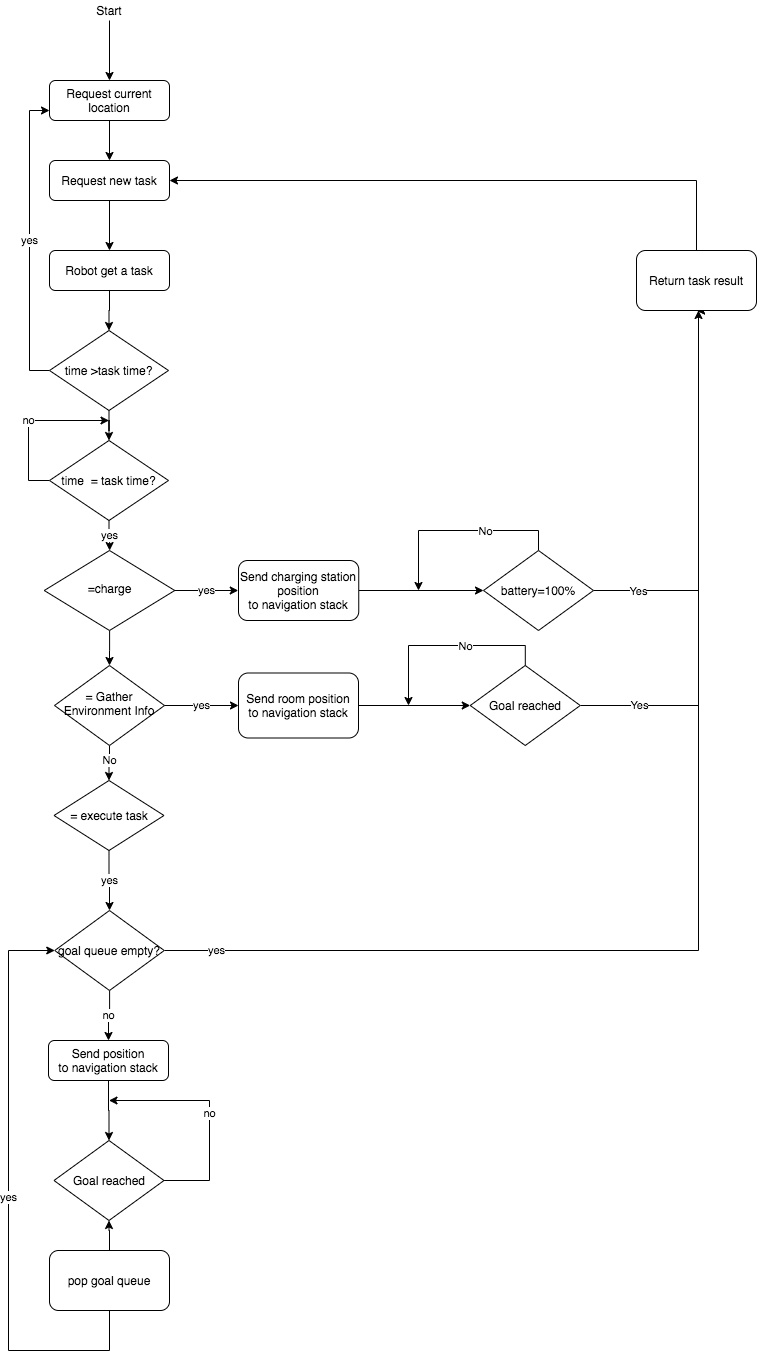 Start
Request current
location
Request new task
yes
Robot get a task
Return task result
time >task time?
no
time  = task time?
yes
No
=charge
yes
Send charging station
position
to navigation stack
battery=100%
Yes
No
= Gather
Environment Info
yes
Send room position
to navigation stack
Goal reached
Yes
No
= execute task
yes
goal queue empty?
yes
no
Send position
to navigation stack
no
Goal reached
yes
pop goal queue